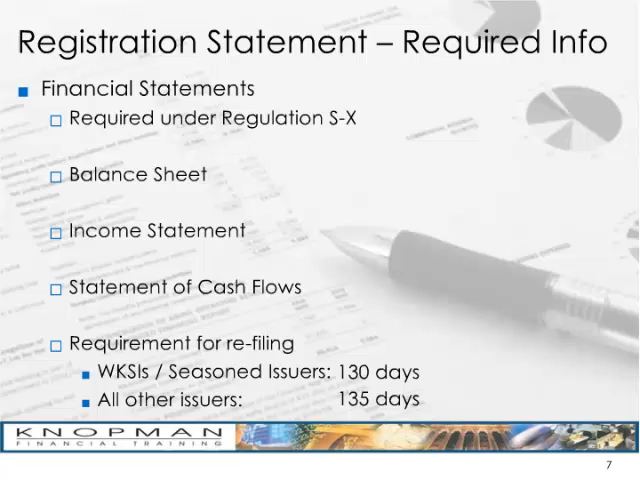 Registration Statement – Required Info
Financial Statements
Required under Regulation S-X
Balance Sheet
Income Statement
Statement of Cash Flows
Requirement for re-filing
WKSIs / Seasoned Issuers: 130 days
All other issuers: 135 days
KNOPMAN
FINANCIAL TRAINING
7